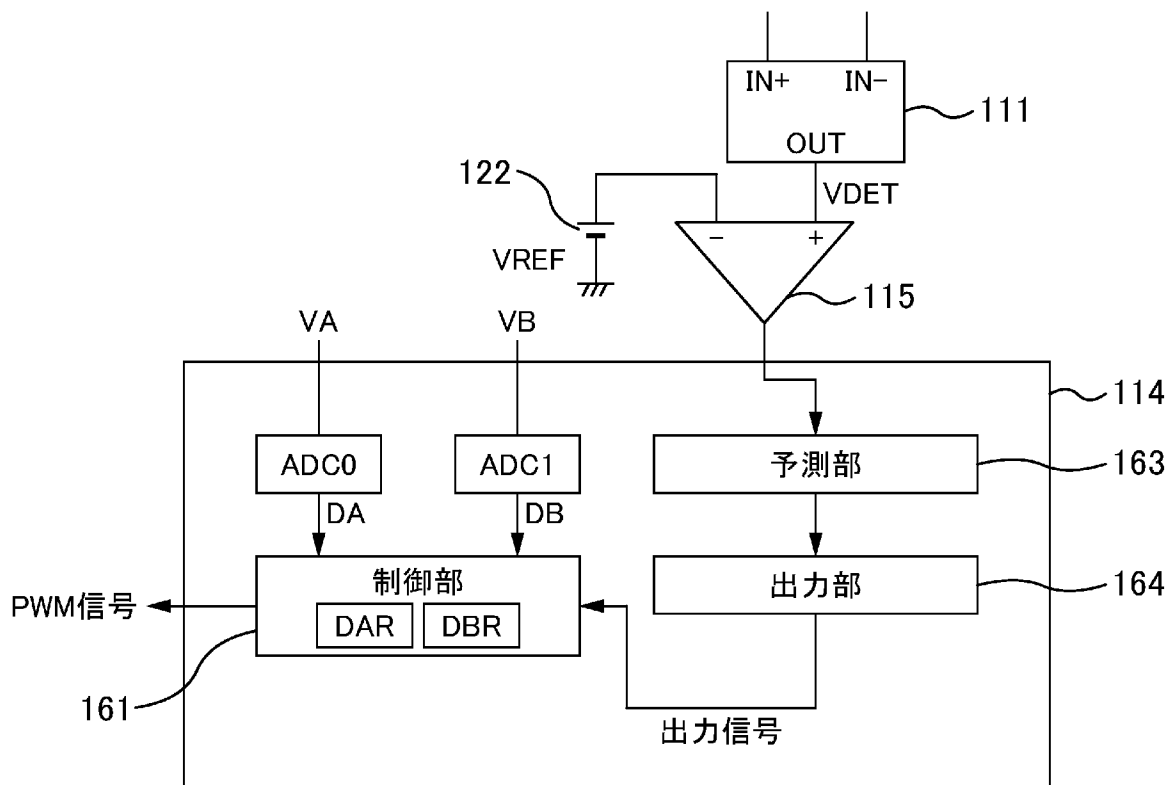 IN+ IN-
111
OUT
122
VDET
VREF
- +
115
VA VB
114
ADC0 ADC1 予測部 163
DA DB
制御部 出力部 164
PWM信号
DAR DBR
161
出力信号